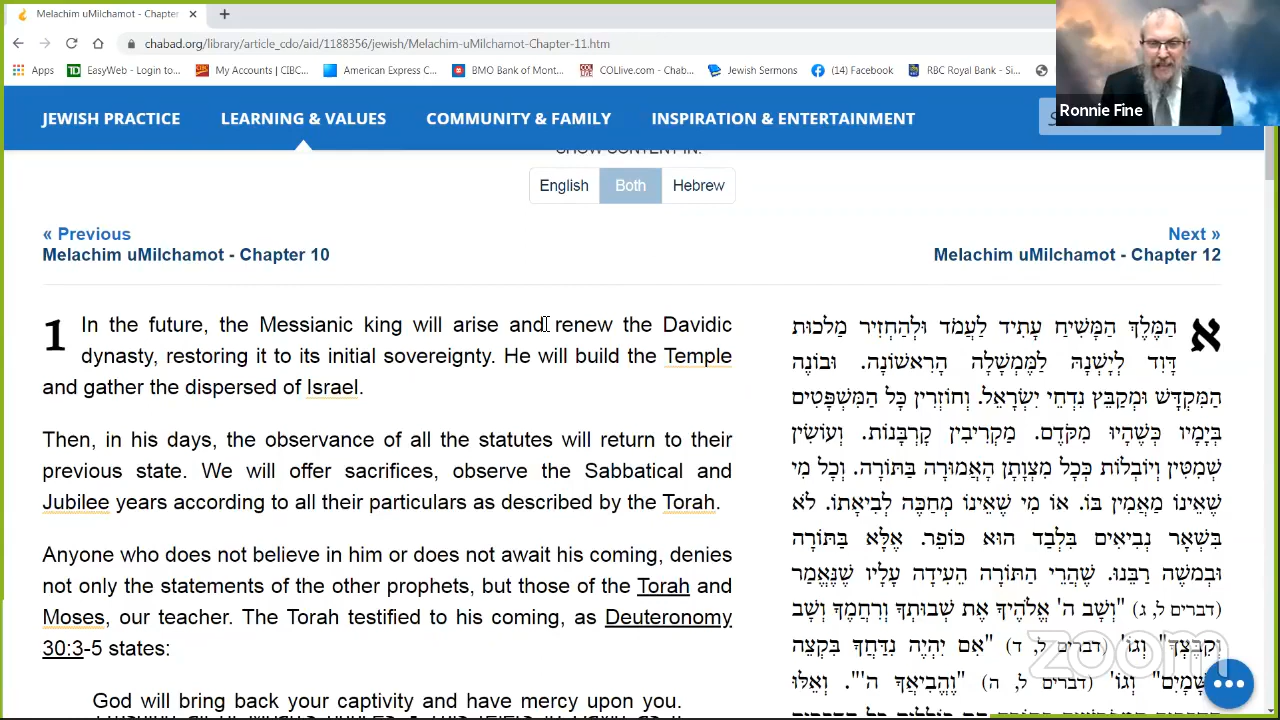 Melachim uMilchamot - Chapter
chabad.org/library/article_cdo/aid/1188356/jewish/Melachim-uMilchamot-Chapter-11.htm
Apps EasyWeb - Login to... My Accounts | CIBC... American Express C... BMO Bank of Mont... COLlive.com - Chab... Jewish Sermons (14) Facebook RBC Royal Bank - Si...
Ronnie Fine
JEWISH PRACTICE LEARNING & VALUES COMMUNITY & FAMILY INSPIRATION & ENTERTAINMENT
SHOW CONTENT IN:
English Both Hebrew
« Previous
Melachim uMilchamot - Chapter 10
Next »
Melachim uMilchamot - Chapter 12
1 In the future, the Messianic king will arise and renew the Davidic
dynasty, restoring it to its initial sovereignty. He will build the Temple
and gather the dispersed of Israel.
Then, in his days, the observance of all the statutes will return to their
previous state. We will offer sacrifices, observe the Sabbatical and
Jubilee years according to all their particulars as described by the Torah.
Anyone who does not believe in him or does not await his coming, denies
not only the statements of the other prophets, but those of the Torah and
Moses, our teacher. The Torah testified to his coming, as Deuteronomy
30:3-5 states:
God will bring back your captivity and have mercy upon you.
א הַמֶּלֶךְ הַמָּשִׁיחַ עָתִיד לַעֲמֹד וּלְהַחְזִיר מַלכוּת
דָּוִד לְיָשְׁנָהּ לַמֶּמְשָׁלָה הָרִאשׁוֹנָה. וּבוֹנֶה
הַמִּקְדָּשׁ וּמְקַבֵּץ נִדְחֵי יִשְׂרָאֵל. וְחוֹזְרִין כָּל הַמִּשְׁפָּטִים
בְּיָמָיו כְּשֶׁהָיוּ מִקֹּדֶם. מַקְרִיבִין קָרְבָּנוֹת. וְעוֹשִׂין
שְׁמִטִּין וְיוֹבְלוֹת כְּכָל מִצְוָתָן הָאֲמוּרָה בַּתּוֹרָה. וְכָל מִי
שֶׁאֵינוֹ מַאֲמִין בּוֹ. אוֹ מִי שֶׁאֵינוֹ מְחַכֶּה לְבִיאָתוֹ. לֹא
בִּשְׁאָר נְבִיאִים בִּלְבַד הוּא כּוֹפֵר. אֶלָּא בַּתּוֹרָה
וּבְמשֶׁה רַבֵּנוּ. שֶׁהֲרֵי הַתּוֹרָה הֵעִידָה עָלָיו שֶׁנֶּאֱמַר
(דברים ל, ג) "וְשָׁב ה' אֱלֹהֶיךָ אֶת שְׁבוּתְךָ וְרִחֲמֶךָ וְשָׁב
וְקִבֶּצְךָ" וְגוֹ' (דברים ל, ד) "אִם יִהְיֶה נִדַּחֲךָ בִּקְצֵה
הַשָּׁמָיִם" וְגוֹ' (דברים ל, ה) "וֶהֱבִיאֲךָ ה'". וְאֵלּוּ
zoom